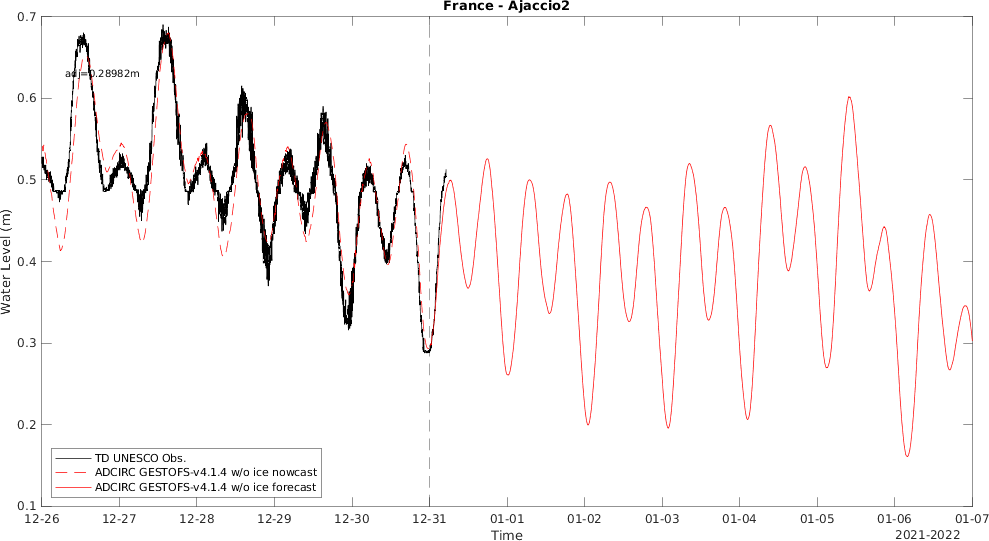 France - Ajaccio2
0.7
0.6
0.5
0.4
0.3
0.2
0.1
Water Level (m)
adj=0.28982m
TD UNESCO Obs.
ADCIRC GESTOFS-v4.1.4 w/o ice nowcast
ADCIRC GESTOFS-v4.1.4 w/o ice forecast
12-26 12-27 12-28 12-29 12-30 12-31 01-01 01-02 01-03 01-04 01-05 01-06 01-07
Time
2021-2022